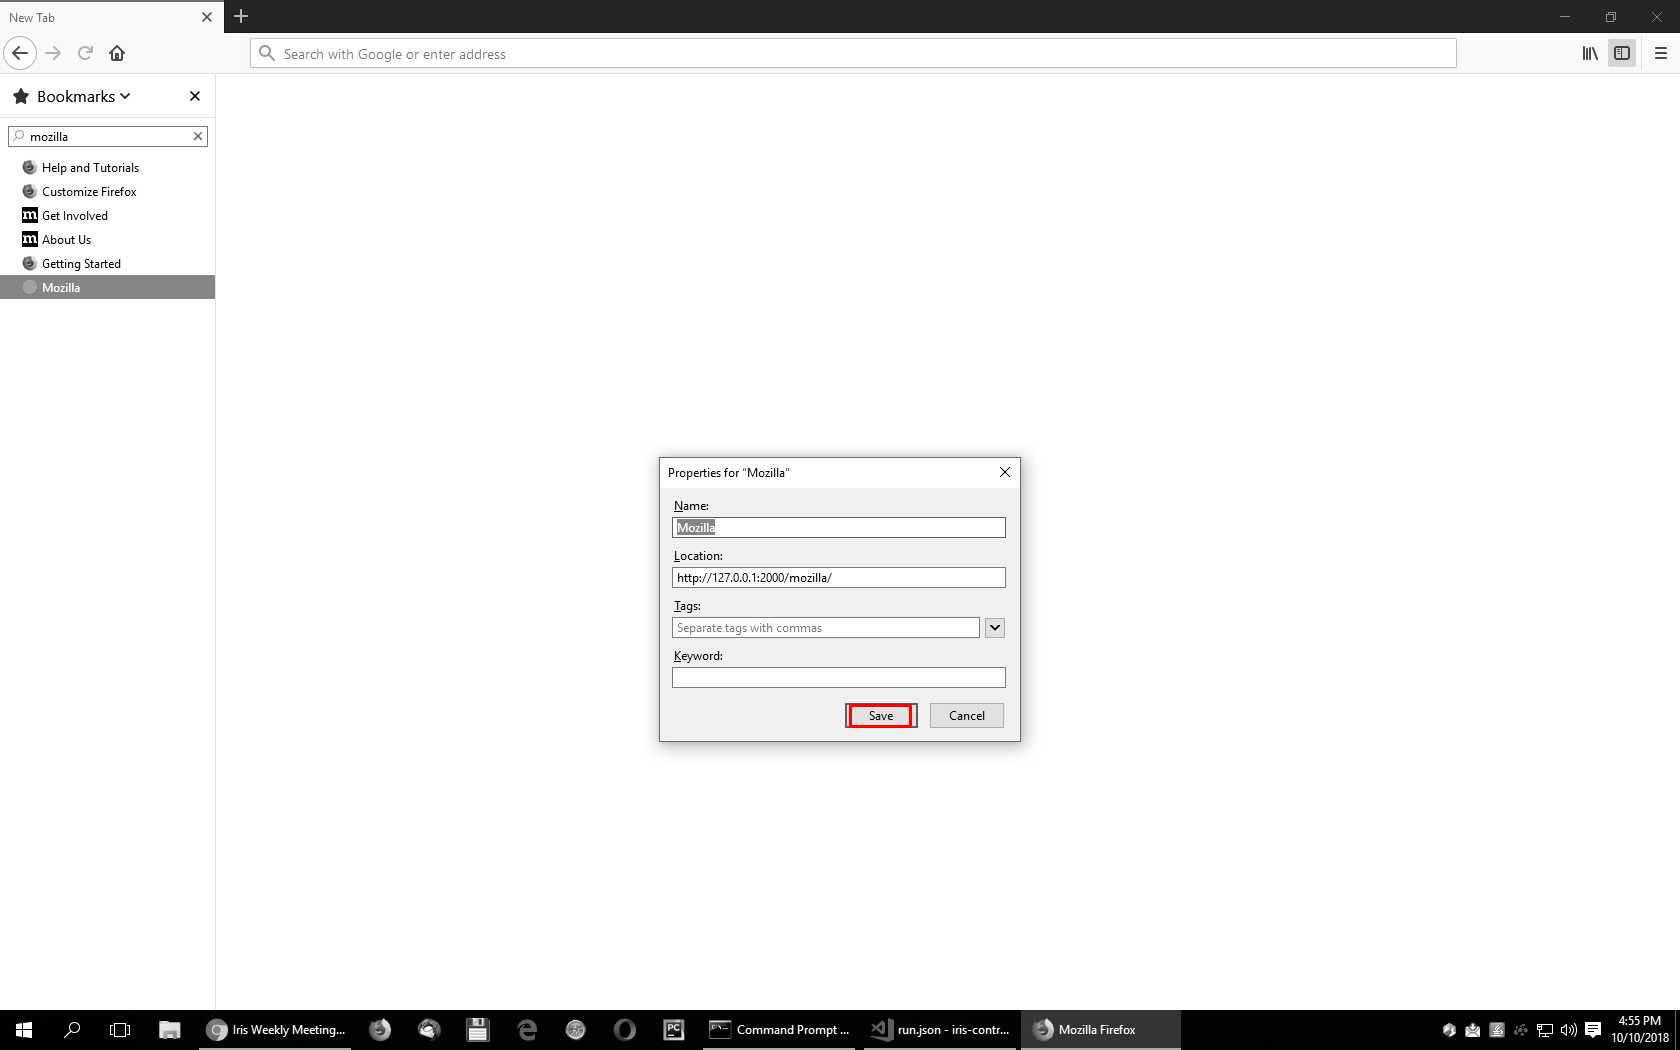 New Tab
Search with Google or enter address
Bookmarks
mozilla
Help and Tutorials
Customize Firefox
m Get Involved
m About Us
Getting Started
Mozilla
Properties for "Mozilla"
Name:
Mozilla
Location:
http://127.0.0.1:2000/mozilla/
Tags:
Separate tags with commas
Keyword:
Save Cancel
Iris Weekly Meeting... PC Command Prompt ... run.json - iris-contr... Mozilla Firefox
4:55 PM
10/10/2018